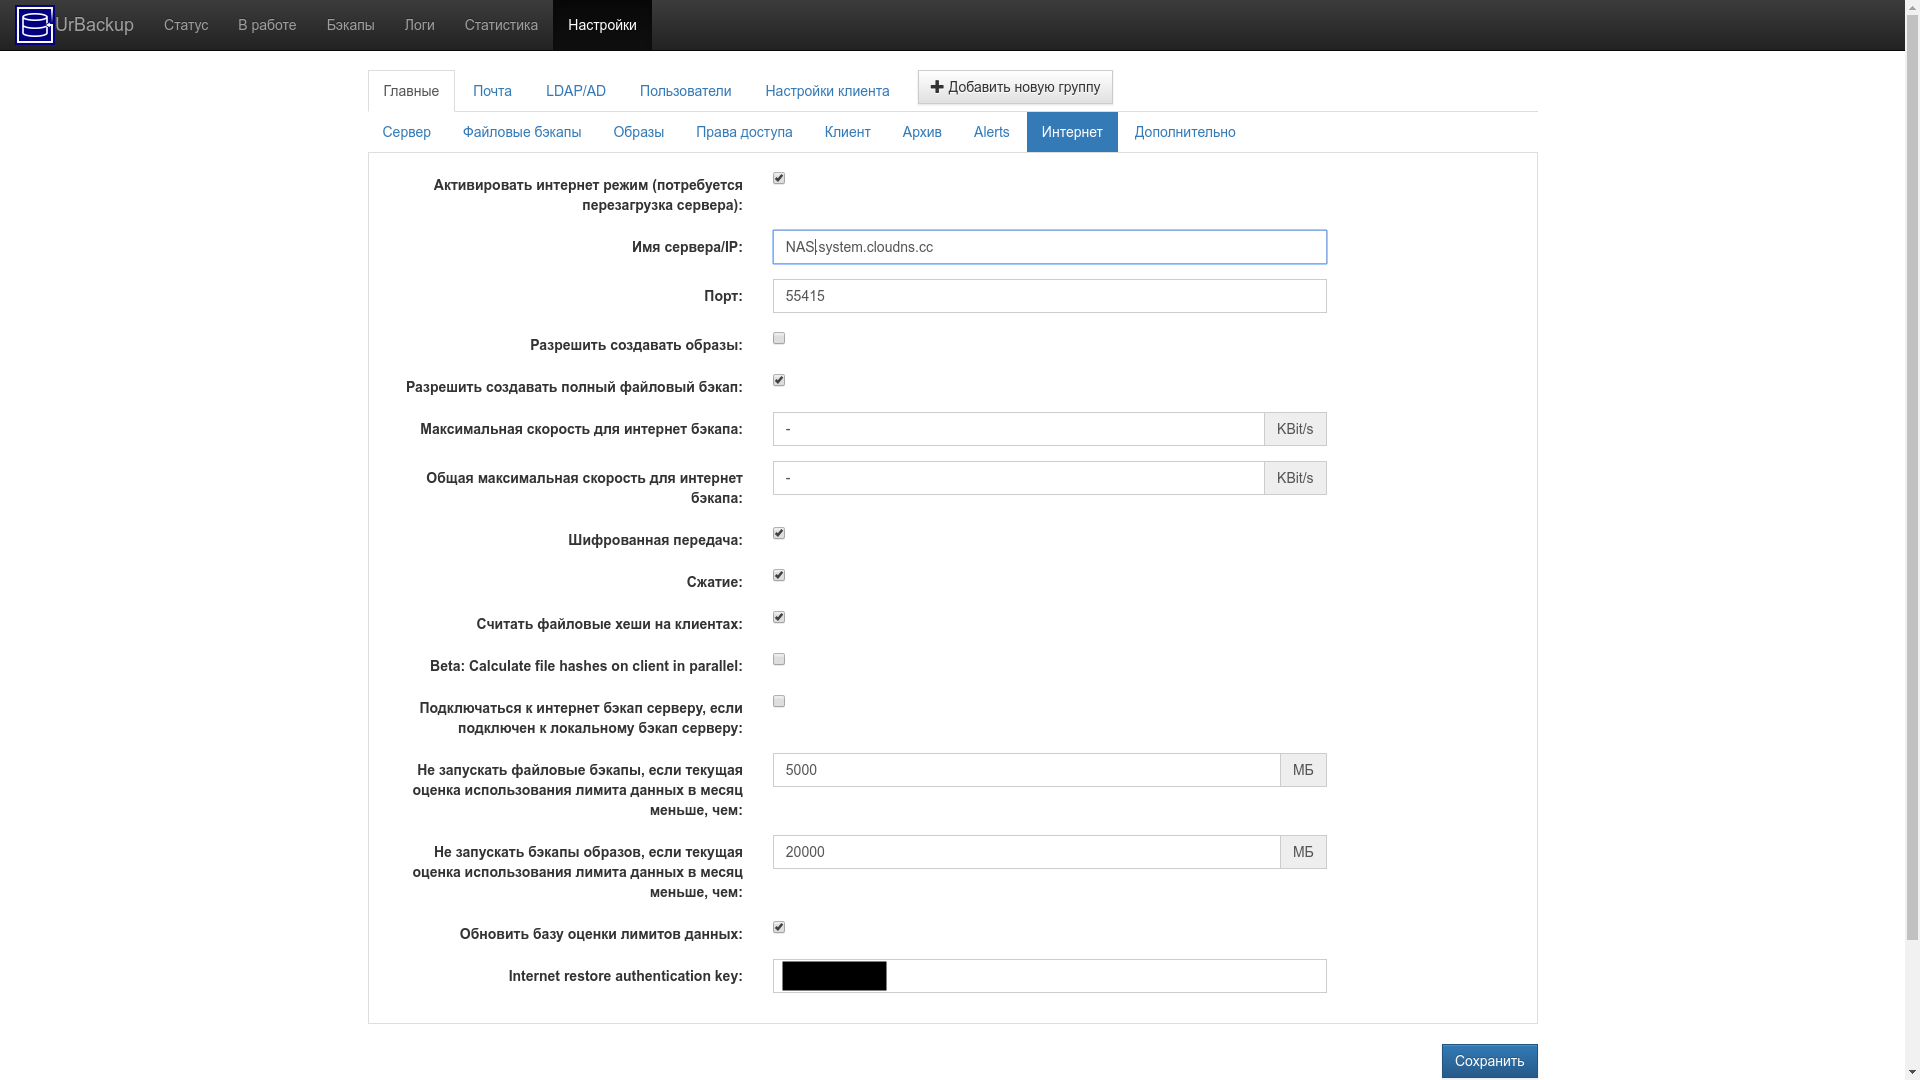 UrBackup Статус В работе Бэкапы Логи Статистика Настройки
Главные Почта LDAP/AD Пользователи Настройки клиента Добавить новую группу
Сервер Файловые бэкапы Образы Права доступа Клиент Архив Alerts Интернет Дополнительно
Активировать интернет режим (потребуется
перезагрузка сервера):
Имя сервера/IP: NAS.system.cloudns.cc
Порт: 55415
Разрешить создавать образы:
Разрешить создавать полный файловый бэкап:
Максимальная скорость для интернет бэкапа: - KBit/s
Общая максимальная скорость для интернет - KBit/s
бэкапа:
Шифрованная передача:
Сжатие:
Считать файловые хеши на клиентах:
Beta: Calculate file hashes on client in parallel:
Подключаться к интернет бэкап серверу, если
подключен к локальному бэкап серверу:
Не запускать файловые бэкапы, если текущая 5000 МБ
оценка использования лимита данных в месяц
меньше, чем:
Не запускать бэкапы образов, если текущая 20000 МБ
оценка использования лимита данных в месяц
меньше, чем:
Обновить базу оценки лимитов данных:
Internet restore authentication key:
Сохранить